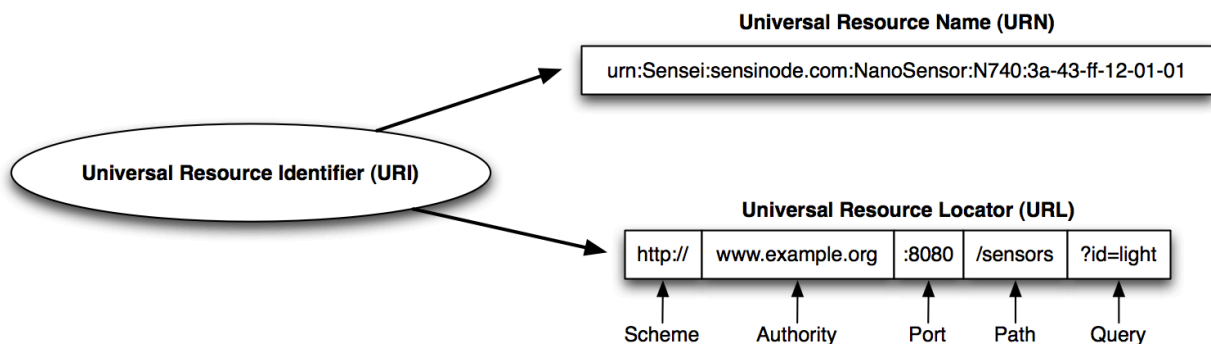 Universal Resource Name (URN)
urn:Sensei:sensinode.com:NanoSensor:N740:3a-43-ff-12-01-01
Universal Resource Identifier (URI)
Universal Resource Locator (URL)
http:// www.example.org :8080 /sensors ?id=light
Scheme Authority Port Path Query